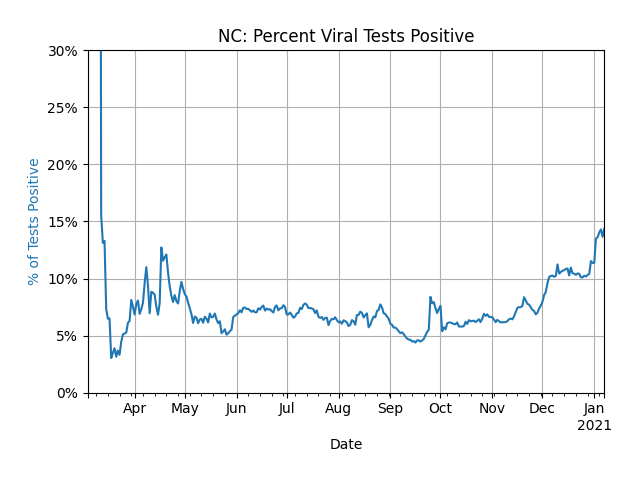 NC: Percent Viral Tests Positive
30%
25%
20%
15%
10%
5%
0%
% of Tests Positive
Apr May Jun Jul Aug Sep Oct Nov Dec Jan
2021
Date